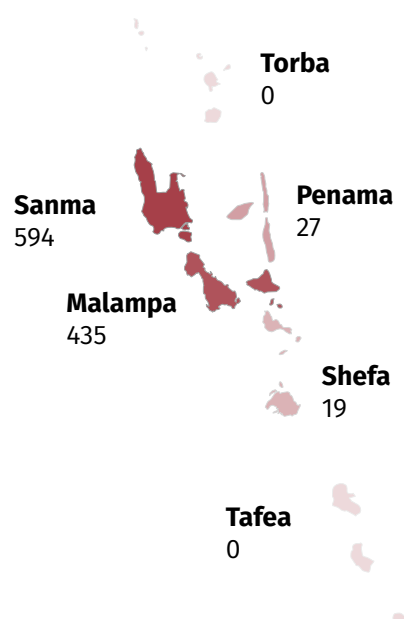 Torba
0
Sanma
594
Penama
27
Malampa
435
Shefa
19
Tafea
0